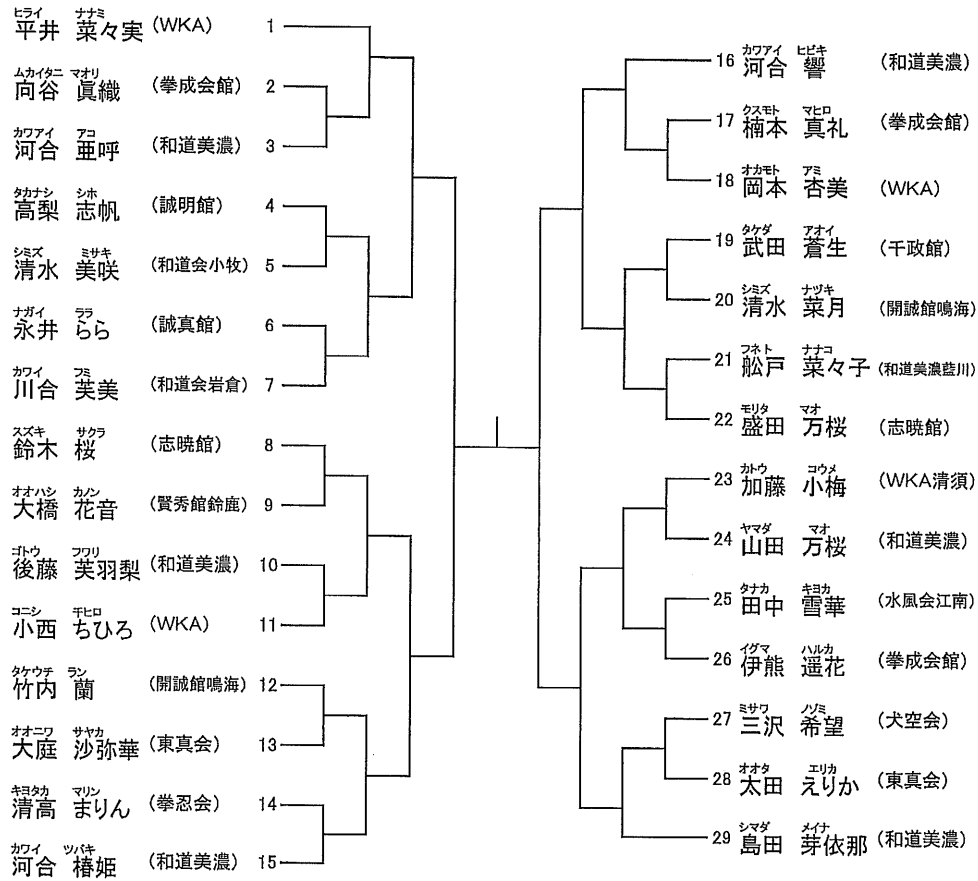 ヒライ ナナミ
平井 菜々実 (WKA) 1
ムカイタニ マオリ
向谷 眞織 (拳成会館) 2
カワアイ アコ
河合 亜呼 (和道美濃) 3
タカナシ シホ
高梨 志帆 (誠明館) 4
シミズ ミサキ
清水 美咲 (和道会小牧) 5
ナガイ ララ
永井 らら (誠真館) 6
カワイ フミ
川合 芙美 (和道会岩倉) 7
スズキ サクラ
鈴木 桜 (志暁館) 8
オオハシ カノン
大橋 花音 (賢秀館鈴鹿) 9
ゴトウ フワリ
後藤 芙羽梨 (和道美濃) 10
コニシ チヒロ
小西 ちひろ (WKA) 11
タケウチ ラン
竹内 蘭 (開誠館鳴海) 12
オオニワ サヤカ
大庭 沙弥華 (東真会) 13
キヨタカ マリン
清高 まりん (拳忍会) 14
カワイ ツバキ
河合 椿姫 (和道美濃) 15
カワアイ ヒビキ
16 河合 響 (和道美濃)
クスモト マヒロ
17 楠本 真礼 (拳成会館)
オカモト アミ
18 岡本 杏美 (WKA)
タケダ アオイ
19 武田 蒼生 (千政館)
シミズ ナヅキ
20 清水 菜月 (開誠館鳴海)
フネト ナナコ
21 舩戸 菜々子 (和道美濃藍川)
モリタ マオ
22 盛田 万桜 (志暁館)
カトウ コウメ
23 加藤 小梅 (WKA清須)
ヤマダ マオ
24 山田 万桜 (和道美濃)
タナカ キヨカ
25 田中 雪華 (水風会江南)
イグマ ハルカ
26 伊熊 遥花 (拳成会館)
ミサワ ノゾミ
27 三沢 希望 (犬空会)
オオタ エリカ
28 太田 えりか (東真会)
シマダ メイナ
29 島田 芽依那 (和道美濃)